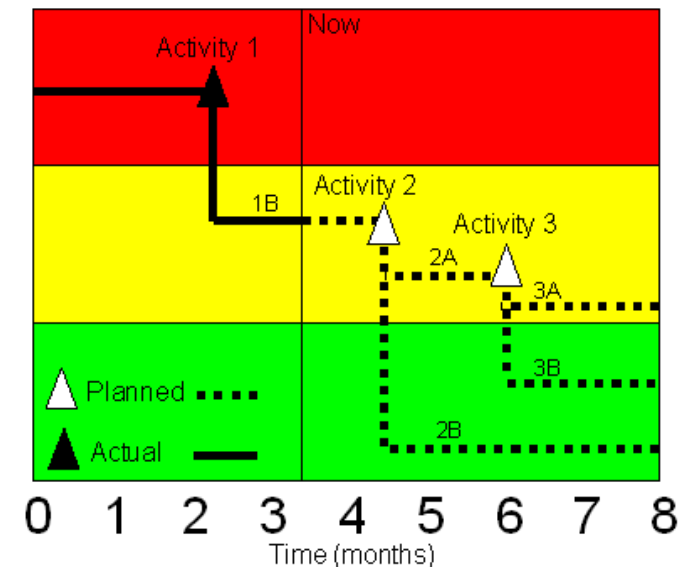 Now
Activity 1
Activity 2
1B
Activity 3
2A
3A
3B
Planned
2B
Actual
0 1 2 3 4 5 6 7 8
Time (months)